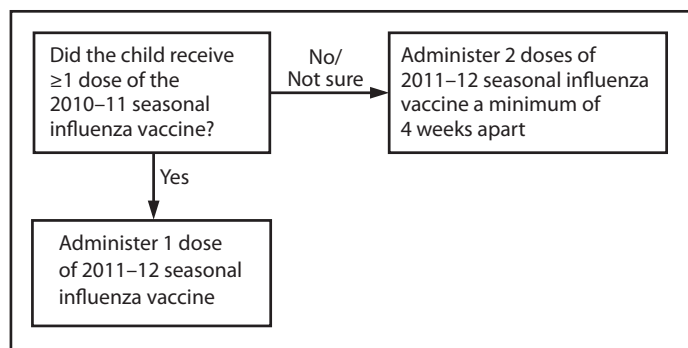 Did the child receive
≥1 dose of the
2010–11 seasonal
influenza vaccine?
No/
Not sure
Administer 2 doses of
2011–12 seasonal influenza
vaccine a minimum of
4 weeks apart
Yes
Administer 1 dose
of 2011–12 seasonal
influenza vaccine